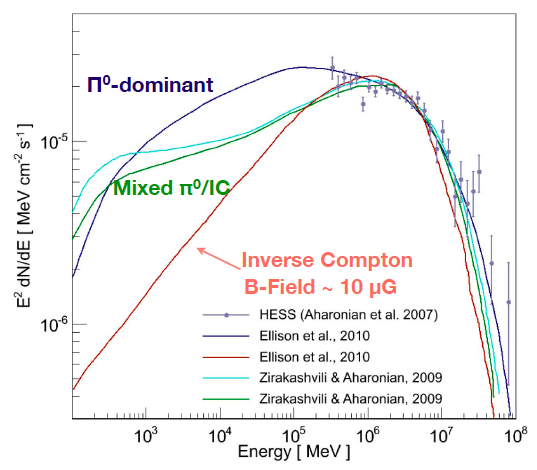 Π⁰-dominant
Mixed π⁰/IC
Inverse Compton
B-Field ~ 10 µG
HESS (Aharonian et al. 2007)
Ellison et al., 2010
Ellison et al., 2010
Zirakashvili & Aharonian, 2009
Zirakashvili & Aharonian, 2009
E² dN/dE [ MeV cm⁻² s⁻¹ ]
10⁻⁵
10⁻⁶
10³ 10⁴ 10⁵ 10⁶ 10⁷ 10⁸
Energy [ MeV ]